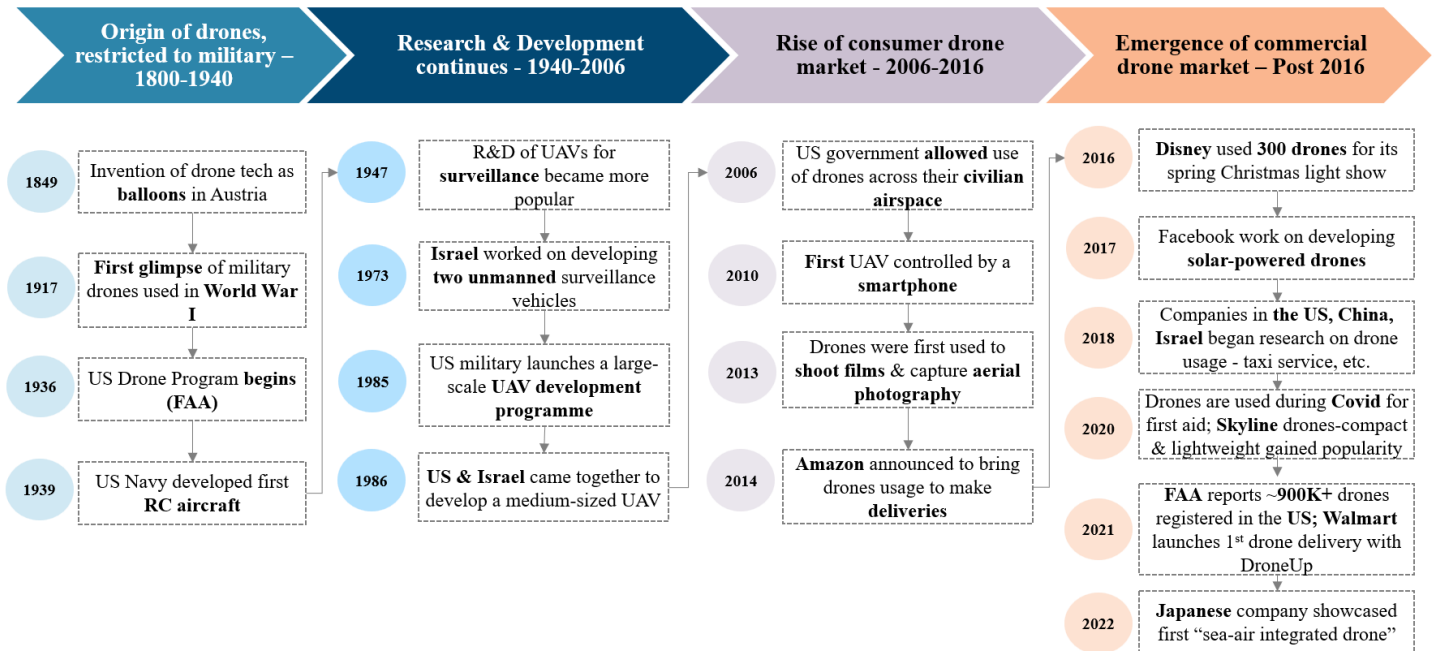 Origin of drones,
restricted to military –
1800-1940
Research & Development
continues - 1940-2006
Rise of consumer drone
market - 2006-2016
Emergence of commercial
drone market – Post 2016
1849
Invention of drone tech as
balloons in Austria
1917
First glimpse of military
drones used in World War
I
1936
US Drone Program begins
(FAA)
1939
US Navy developed first
RC aircraft
1947
R&D of UAVs for
surveillance became more
popular
1973
Israel worked on developing
two unmanned surveillance
vehicles
1985
US military launches a large-
scale UAV development
programme
1986
US & Israel came together to
develop a medium-sized UAV
2006
US government allowed use
of drones across their civilian
airspace
2010
First UAV controlled by a
smartphone
2013
Drones were first used to
shoot films & capture aerial
photography
2014
Amazon announced to bring
drones usage to make
deliveries
2016
Disney used 300 drones for its
spring Christmas light show
2017
Facebook work on developing
solar-powered drones
2018
Companies in the US, China,
Israel began research on drone
usage - taxi service, etc.
2020
Drones are used during Covid for
first aid; Skyline drones-compact
& lightweight gained popularity
2021
FAA reports ~900K+ drones
registered in the US; Walmart
launches 1st drone delivery with
DroneUp
2022
Japanese company showcased
first “sea-air integrated drone”